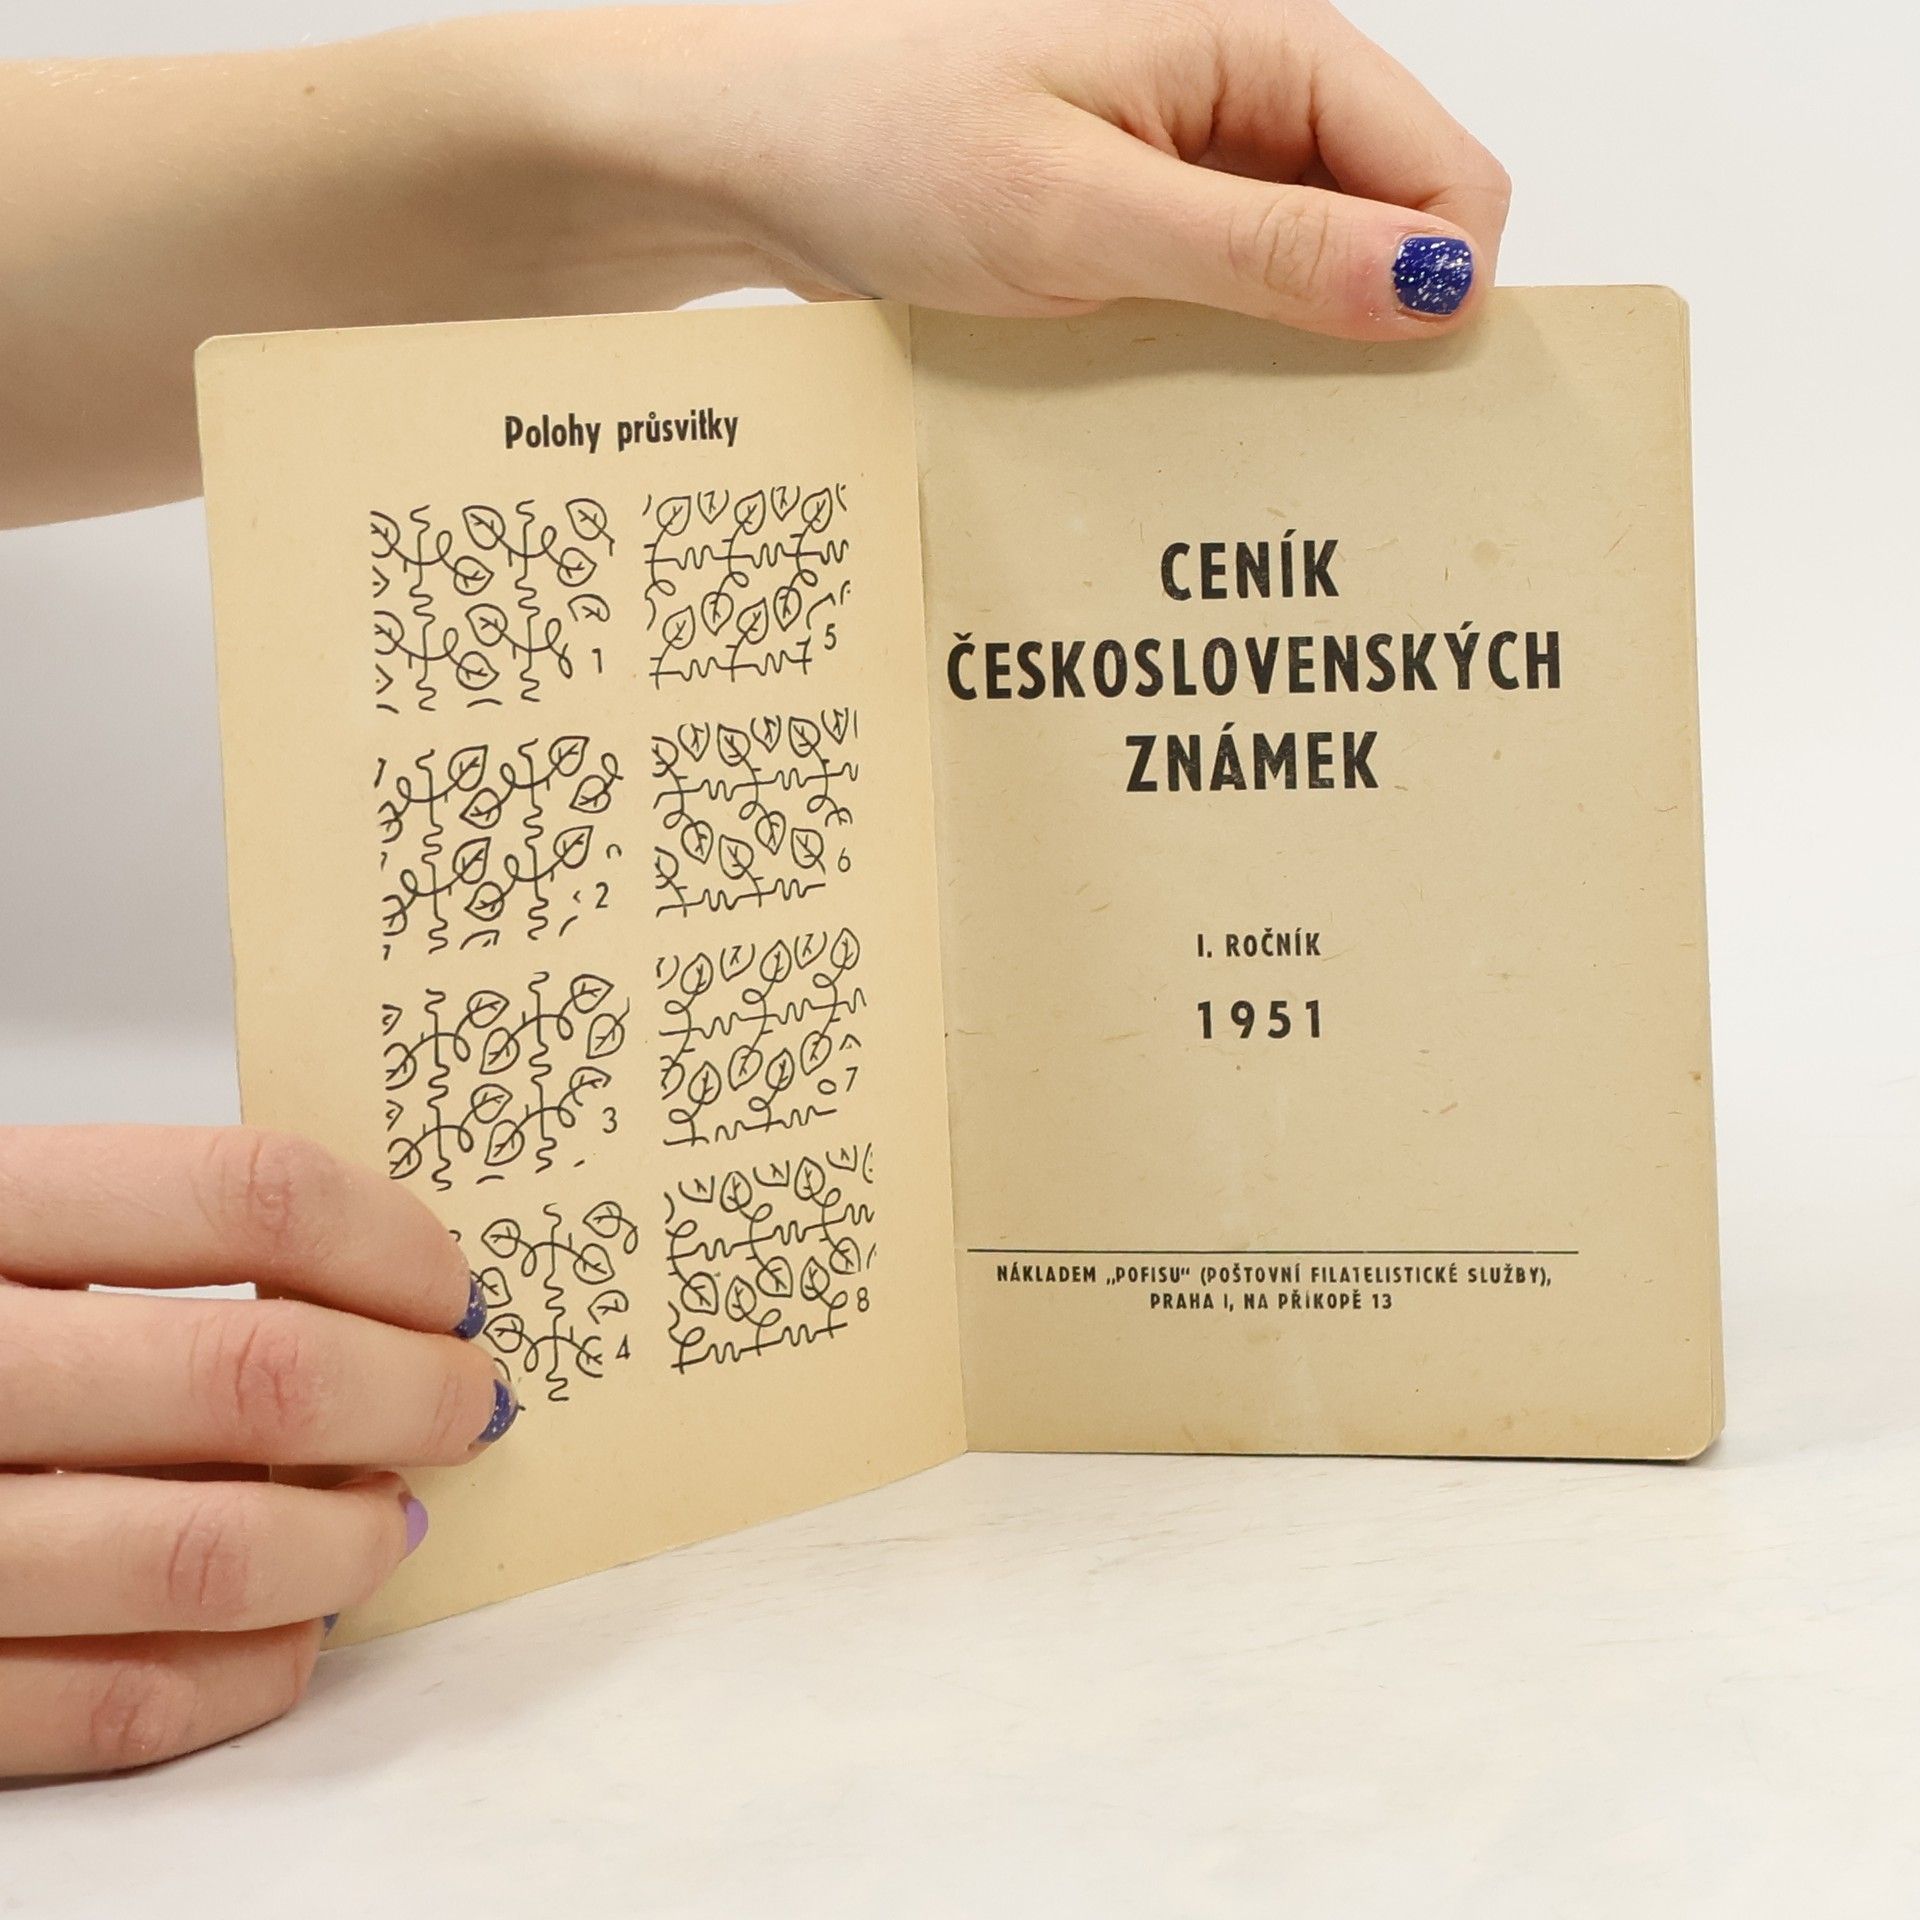 Polohy průsvitky
1
5
2
6
3
7
4
8
CENÍK
ČESKOSLOVENSKÝCH
ZNÁMEK
I. ROČNÍK
1951
NÁKLADEM „POFISU“ (POŠTOVNÍ FILATELISTICKÉ SLUŽBY),
PRAHA I, NA PŘÍKOPĚ 13